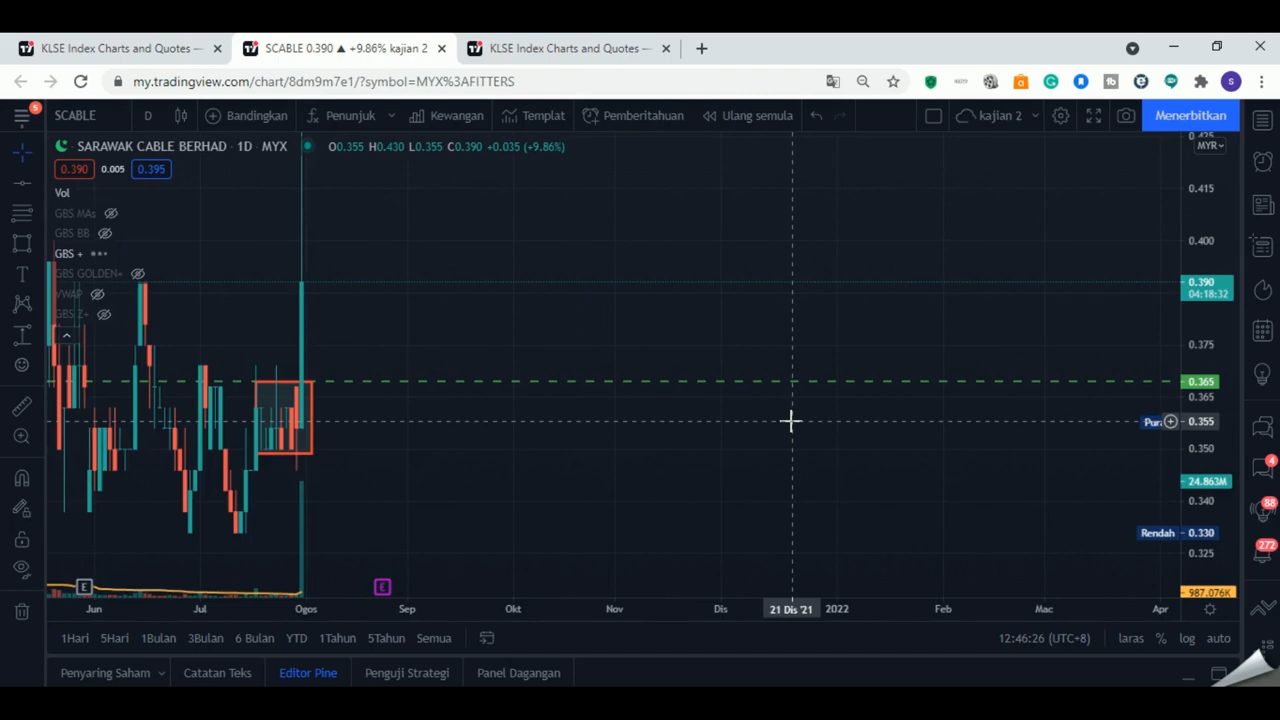 KLSE Index Charts and Quotes —
SCABLE 0.390 ▲ +9.86% kajian 2
KLSE Index Charts and Quotes —
my.tradingview.com/chart/8dm9m7e1/?symbol=MYX%3AFITTERS
5
SCABLE
D
Bandingkan
Penunjuk
Kewangan
Templat
Pemberitahuan
Ulang semula
kajian 2
Menerbitkan
SARAWAK CABLE BERHAD · 1D · MYX
O0.355 H0.430 L0.355 C0.390 +0.035 (+9.86%)
MYR
0.390
0.005
0.395
Vol
GBS MAs
GBS BB
GBS +
GBS GOLDEN+
VWAP
GBS Z+
0.425
0.415
0.400
0.390
04:18:32
0.375
0.365
0.365
0.355
0.350
24.863M
0.340
Rendah
0.330
0.325
987.076K
4
88
272
E
E
Jun
Jul
Ogos
Sep
Okt
Nov
Dis
21 Dis '21
2022
Feb
Mac
Apr
1Hari
5Hari
1Bulan
3Bulan
6 Bulan
YTD
1Tahun
5Tahun
Semua
12:46:26 (UTC+8)
laras
%
log
auto
Penyaring Saham
Catatan Teks
Editor Pine
Penguji Strategi
Panel Dagangan